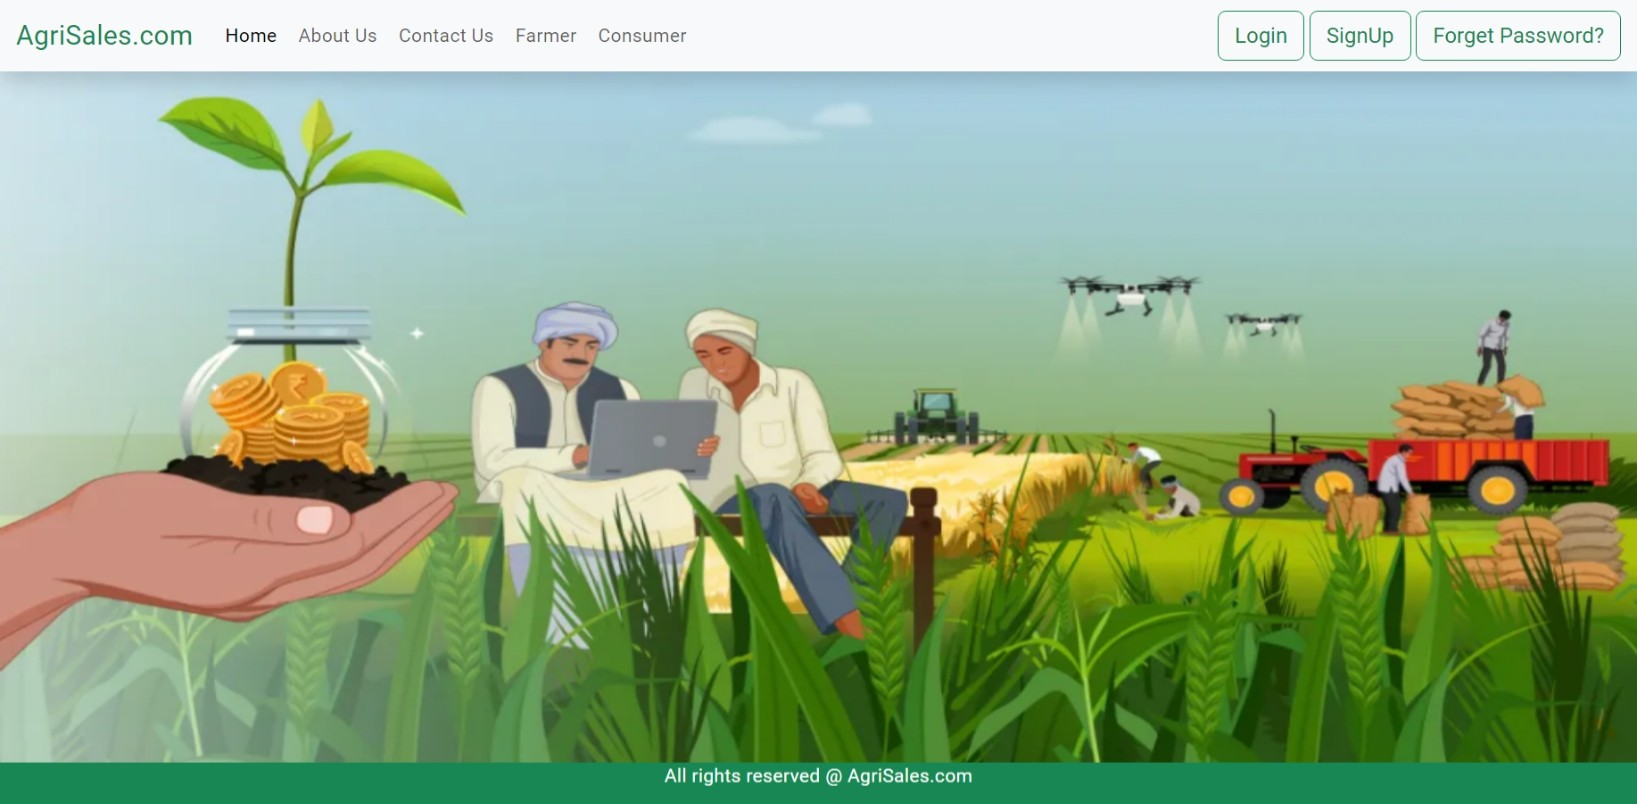 AgriSales.com Home About Us Contact Us Farmer Consumer Login SignUp Forget Password?
All rights reserved @ AgriSales.com